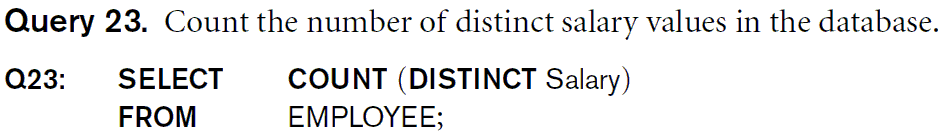 Query 23. Count the number of distinct salary values in the database.
Q23: SELECT COUNT (DISTINCT Salary)
FROM EMPLOYEE;